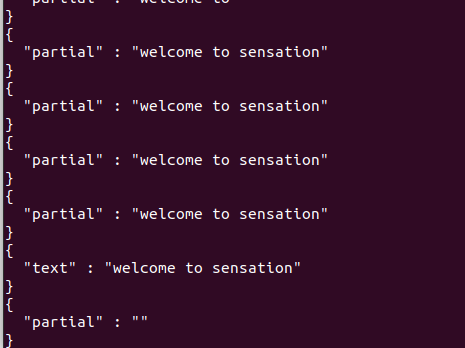 "partial" : "welcome to
}
{
"partial" : "welcome to sensation"
}
{
"partial" : "welcome to sensation"
}
{
"partial" : "welcome to sensation"
}
{
"partial" : "welcome to sensation"
}
{
"text" : "welcome to sensation"
}
{
"partial" : ""
}